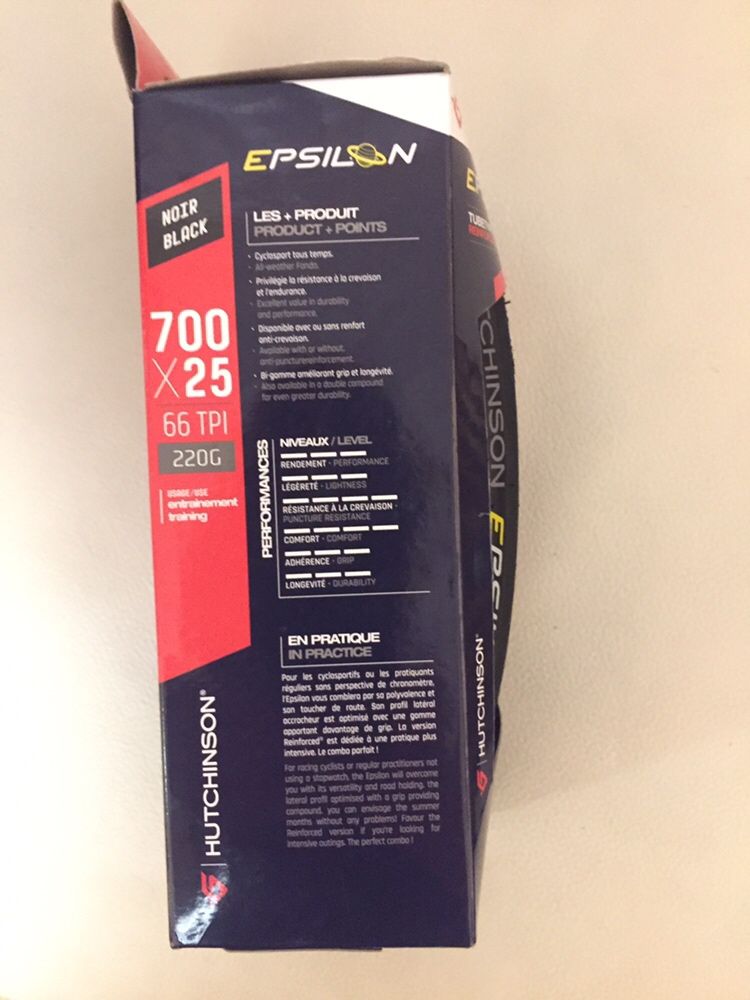 EPSILON
NOIR
BLACK
700
X 25
66 TPI
220G
USAGE/USE
entrainement
training
LES + PRODUIT
PRODUCT + POINTS
· Cyclosport tous temps.
· All-weather Fondo.
· Privilégie la résistance à la crevaison
et l'endurance.
· Excellent value in durability
and performance.
· Disponible avec ou sans renfort
anti-crevaison.
· Available with or without
anti-puncturereinforcement.
· Bi-gomme améliorant grip et longévité.
· Also available in a double compound
for even greater durability.
PERFORMANCES
NIVEAUX / LEVEL
RENDEMENT - PERFORMANCE
LÉGÈRETÉ - LIGHTNESS
RÉSISTANCE À LA CREVAISON -
PUNCTURE RESISTANCE
COMFORT - COMFORT
ADHÉRENCE - GRIP
LONGEVITÉ - DURABILITY
EN PRATIQUE
IN PRACTICE
Pour les cyclosportifs ou les pratiquants
réguliers sans perspective de chronomètre,
l'Epsilon vous comblera par sa polyvalence et
son toucher de route. Son profil latéral
accrocheur est optimisé avec une gomme
apportant davantage de grip. La version
Reinforced* est dédiée à une pratique plus
intensive. Le combo parfait !
For racing cyclists or regular practitioners not
using a stopwatch, the Epsilon will overcome
you with its versatility and road holding, the
lateral profil optimised with a grip providing
compound, you can envisage the summer
months without any problems! Favour the
Reinforced version if you're looking for
intensive outings. The perfect combo !
HUTCHINSON®
HUTCHINSON®
CHINSON